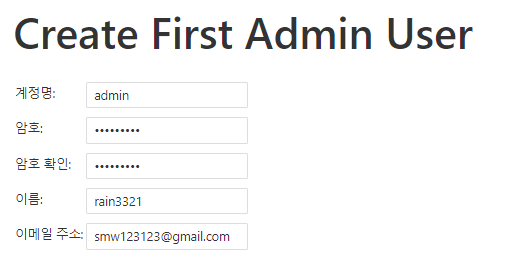 Create First Admin User
계정명: admin
암호: •••••••••
암호 확인: •••••••••
이름: rain3321
이메일 주소: smw123123@gmail.com